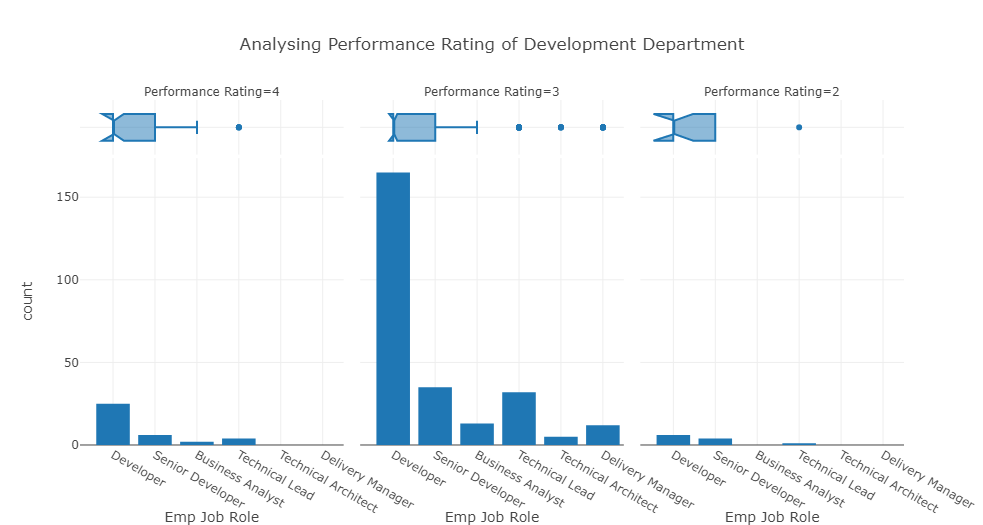 Analysing Performance Rating of Development Department
Performance Rating=4
Performance Rating=3
Performance Rating=2
count
150
100
50
0
Developer
Senior Developer
Business Analyst
Technical Lead
Technical Architect
Delivery Manager
Developer
Senior Developer
Business Analyst
Technical Lead
Technical Architect
Delivery Manager
Developer
Senior Developer
Business Analyst
Technical Lead
Technical Architect
Delivery Manager
Emp Job Role
Emp Job Role
Emp Job Role